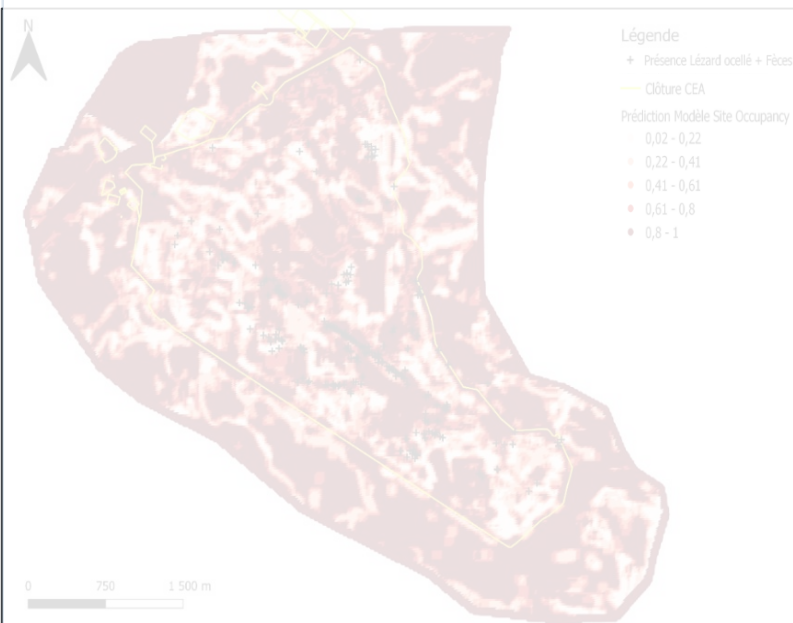 N
Légende
+ Présence Lézard ocellé + Fèces
Clôture CEA
Prédiction Modèle Site Occupancy
0,02 - 0,22
0,22 - 0,41
0,41 - 0,61
0,61 - 0,8
0,8 - 1
0 750 1 500 m